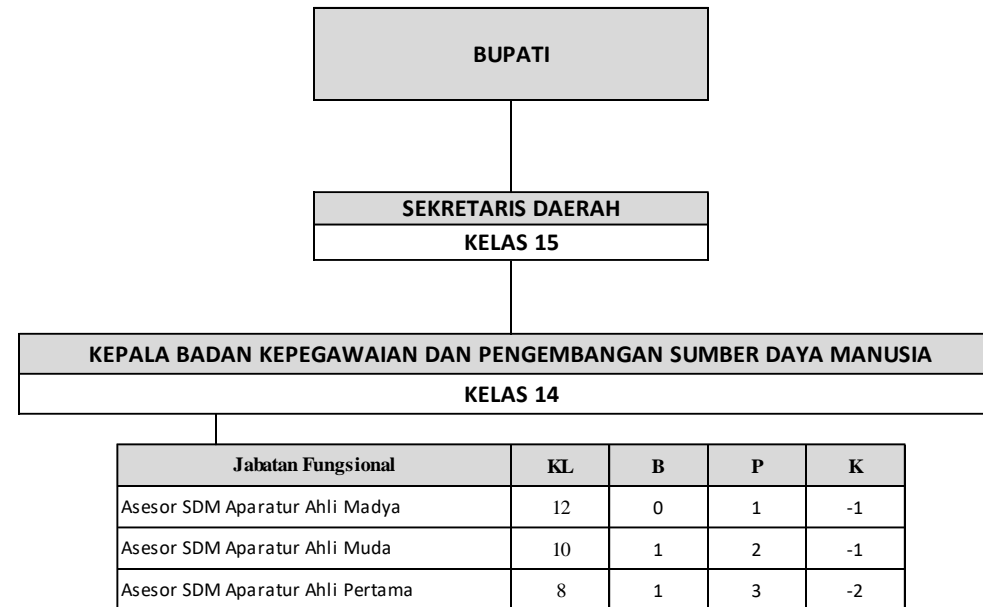 BUPATI
SEKRETARIS DAERAH
KELAS 15
KEPALA BADAN KEPEGAWAIAN DAN PENGEMBANGAN SUMBER DAYA MANUSIA
KELAS 14
Jabatan Fungsional KL B P K
Asesor SDM Aparatur Ahli Madya 12 0 1 -1
Asesor SDM Aparatur Ahli Muda 10 1 2 -1
Asesor SDM Aparatur Ahli Pertama 8 1 3 -2